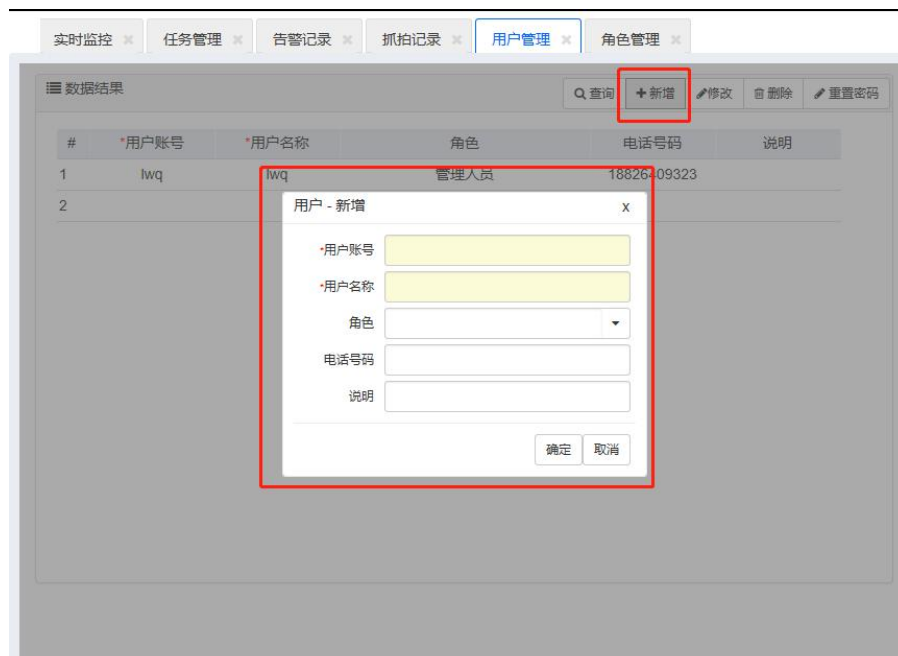 实时监控 × 任务管理 × 告警记录 × 抓拍记录 × 用户管理 × 角色管理 ×
数据结果 查询 +新增 修改 删除 重置密码
# *用户账号 *用户名称 角色 电话号码 说明
1 lwq lwq 管理人员 18826409323
2
用户 - 新增 x
*用户账号
*用户名称
角色
电话号码
说明
确定 取消